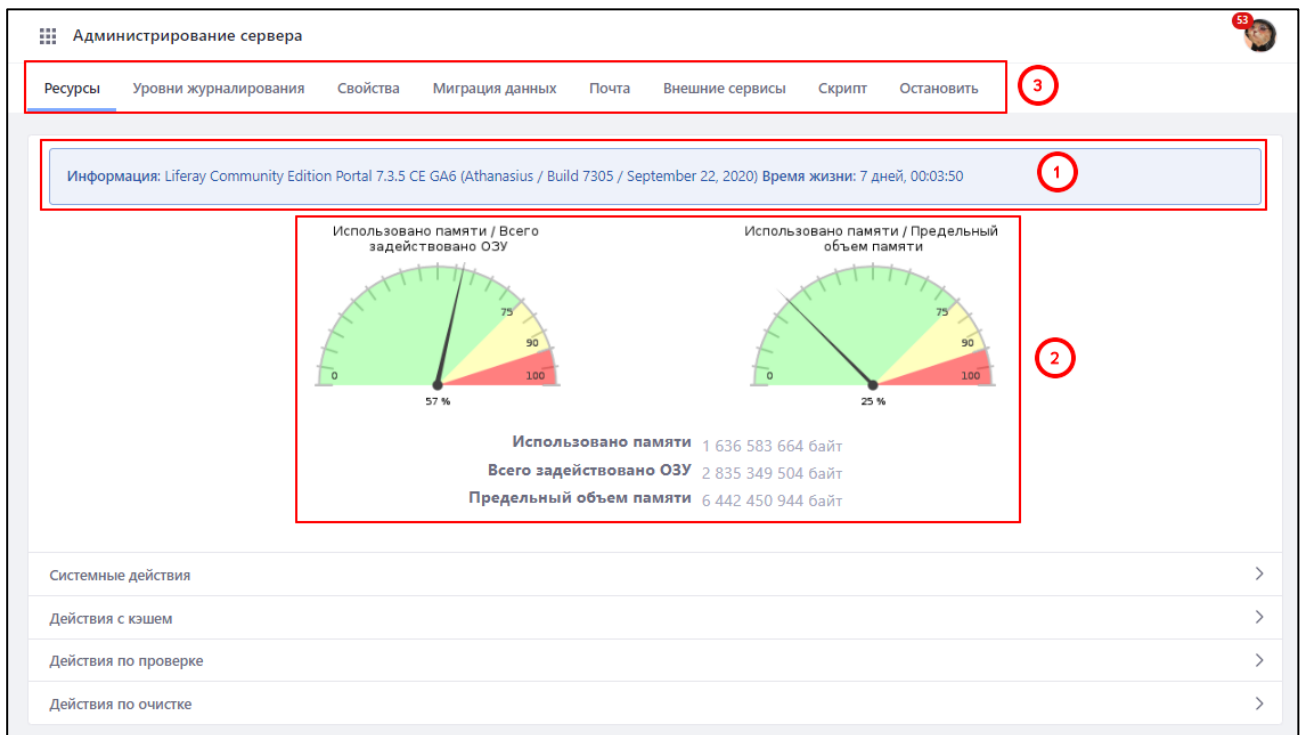 Администрирование сервера
53
Ресурсы Уровни журналирования Свойства Миграция данных Почта Внешние сервисы Скрипт Остановить
3
Информация: Liferay Community Edition Portal 7.3.5 CE GA6 (Athanasius / Build 7305 / September 22, 2020) Время жизни: 7 дней, 00:03:50
1
Использовано памяти / Всего
задействовано ОЗУ
0
75
90
100
57 %
Использовано памяти / Предельный
объем памяти
0
75
90
100
25 %
2
Использовано памяти 1 636 583 664 байт
Всего задействовано ОЗУ 2 835 349 504 байт
Предельный объем памяти 6 442 450 944 байт
Системные действия
Действия с кэшем
Действия по проверке
Действия по очистке